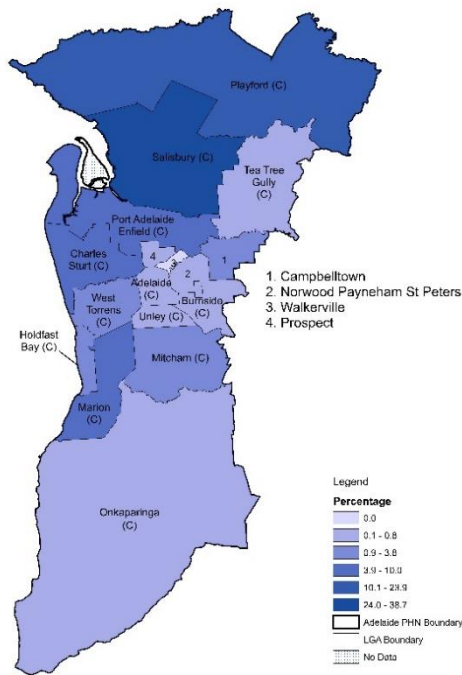 Playford (C)
Salisbury (C)
Tea Tree
Gully
(C)
Port Adelaide
Enfield (C)
Charles
Sturt (C)
4
3
2
1
Adelaide
(C)
West
Torrens
(C)
Burnside
(C)
Unley (C)
Holdfast
Bay (C)
Mitcham (C)
Marion
(C)
Onkaparinga
(C)
1. Campbelltown
2. Norwood Payneham St Peters
3. Walkerville
4. Prospect
Legend
Percentage
0.0
0.1 - 0.8
0.9 - 3.8
3.9 - 10.0
10.1 - 23.9
24.0 - 38.7
Adelaide PHN Boundary
LGA Boundary
No Data